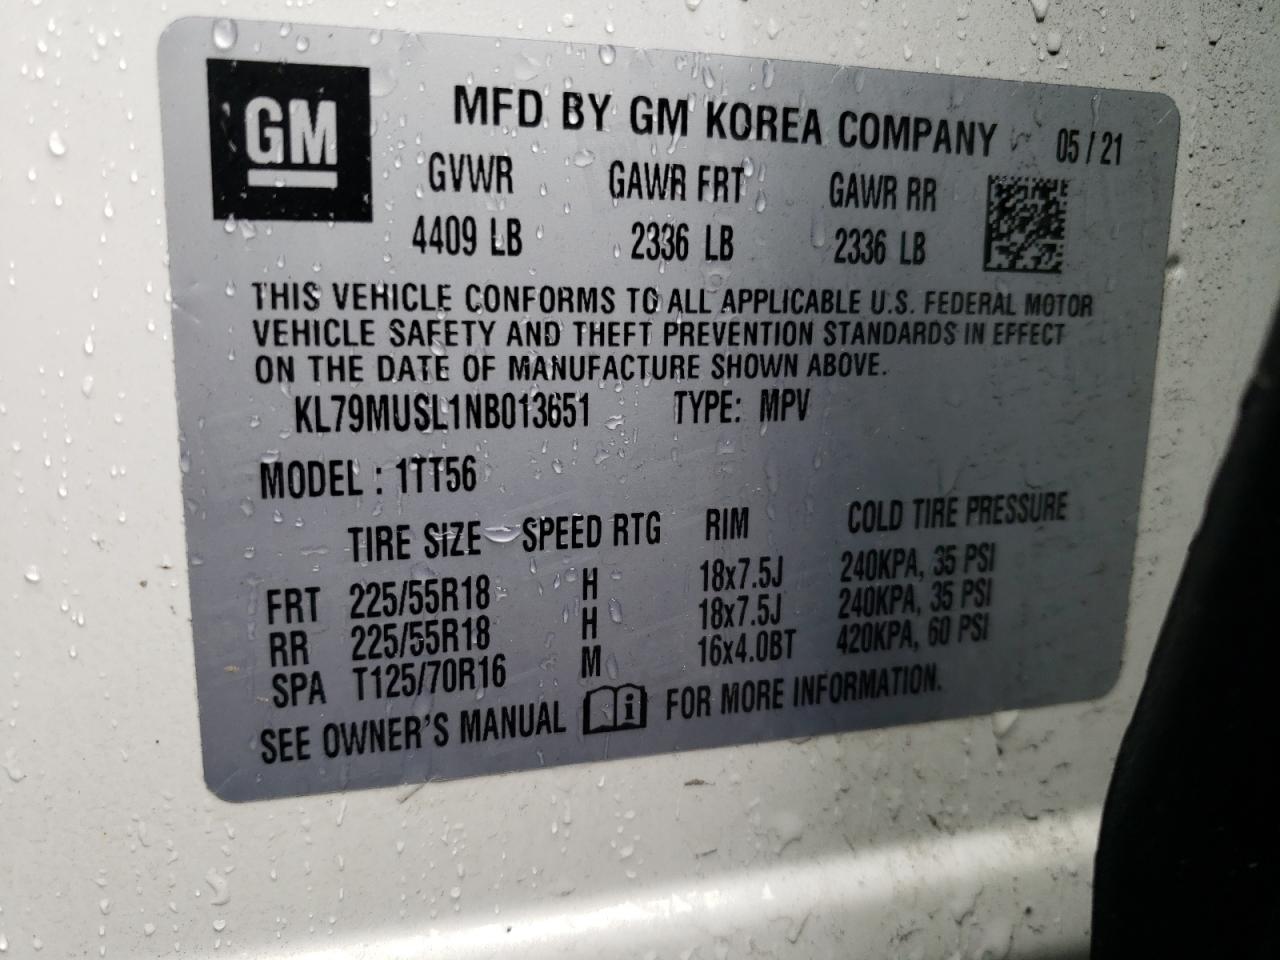 GM
MFD BY GM KOREA COMPANY 05/21
GVWR GAWR FRT GAWR RR
4409 LB 2336 LB 2336 LB
THIS VEHICLE CONFORMS TO ALL APPLICABLE U.S. FEDERAL MOTOR
VEHICLE SAFETY AND THEFT PREVENTION STANDARDS IN EFFECT
ON THE DATE OF MANUFACTURE SHOWN ABOVE.
KL79MUSL1NB013651 TYPE: MPV
MODEL : 1TT56
TIRE SIZE SPEED RTG RIM COLD TIRE PRESSURE
FRT 225/55R18 H 18x7.5J 240KPA, 35 PSI
RR 225/55R18 H 18x7.5J 240KPA, 35 PSI
SPA T125/70R16 M 16x4.0BT 420KPA, 60 PSI
SEE OWNER'S MANUAL FOR MORE INFORMATION.